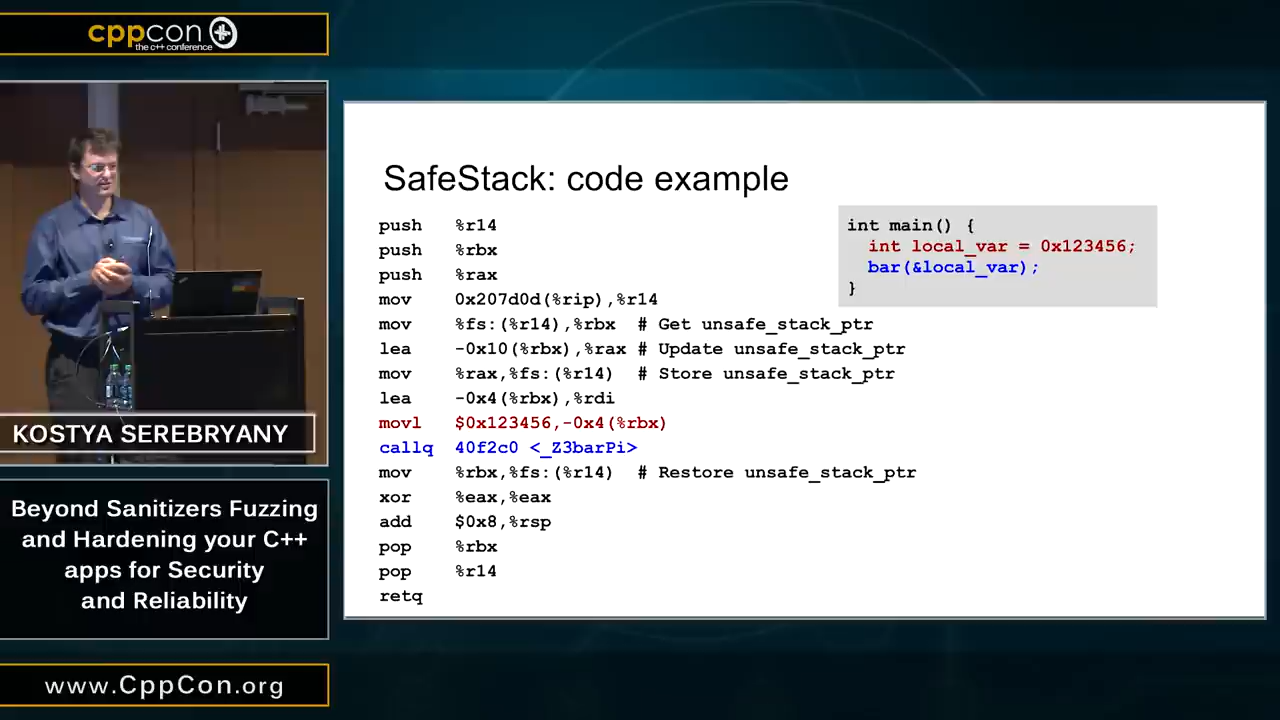 cppcon
the c++ conference
KOSTYA SEREBRYANY
Beyond Sanitizers Fuzzing
and Hardening your C++
apps for Security
and Reliability
www.CppCon.org
SafeStack: code example
push %r14
push %rbx
push %rax
mov 0x207d0d(%rip),%r14
mov %fs:(%r14),%rbx # Get unsafe_stack_ptr
lea -0x10(%rbx),%rax # Update unsafe_stack_ptr
mov %rax,%fs:(%r14) # Store unsafe_stack_ptr
lea -0x4(%rbx),%rdi
movl $0x123456,-0x4(%rbx)
callq 40f2c0 <_Z3barPi>
mov %rbx,%fs:(%r14) # Restore unsafe_stack_ptr
xor %eax,%eax
add $0x8,%rsp
pop %rbx
pop %r14
retq
int main() {
int local_var = 0x123456;
bar(&local_var);
}